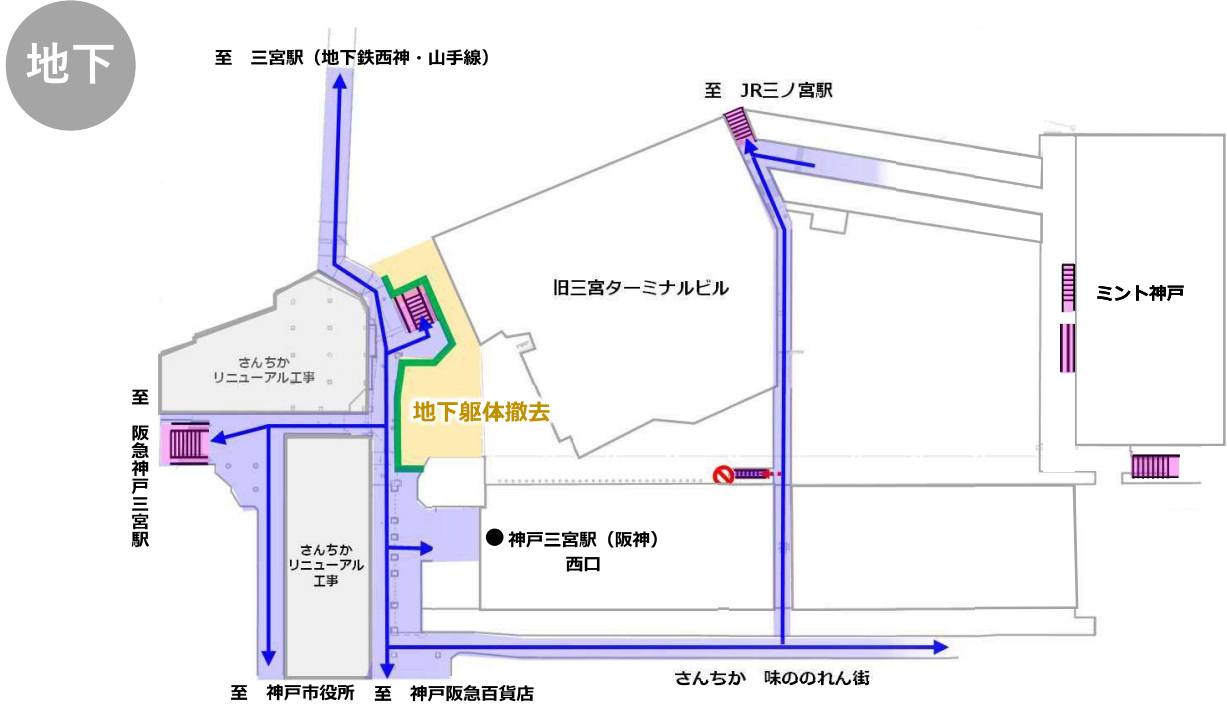 地下
至　三宮駅（地下鉄西神・山手線）
至　JR三ノ宮駅
旧三宮ターミナルビル
ミント神戸
さんちか
リニューアル工事
至　阪急神戸三宮駅
地下躯体撤去
神戸三宮駅（阪神）
西口
さんちか
リニューアル
工事
さんちか　味ののれん街
至　神戸市役所
至　神戸阪急百貨店